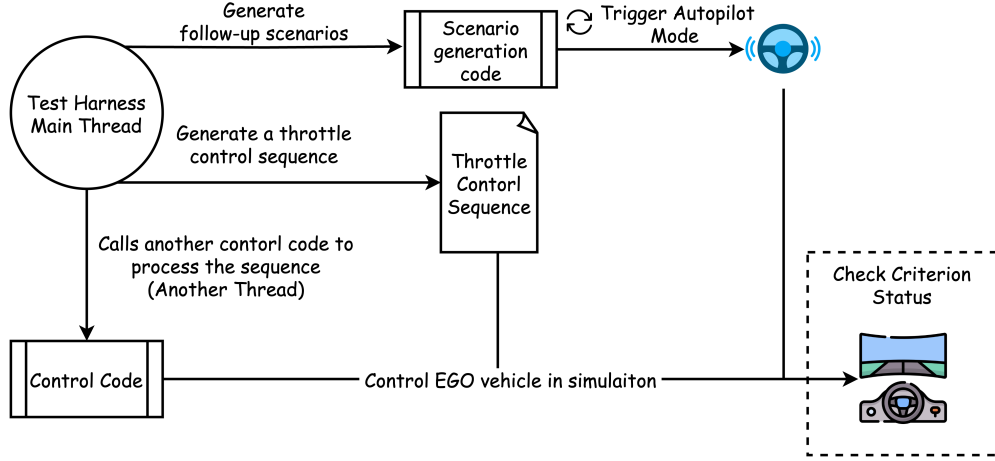 Generate
follow-up scenarios
Scenario
generation
code
Trigger Autopilot
Mode
Test Harness
Main Thread
Generate a throttle
control sequence
Throttle
Contorl
Sequence
Calls another contorl code to
process the sequence
(Another Thread)
Check Criterion
Status
Control Code
Control EGO vehicle in simulaiton